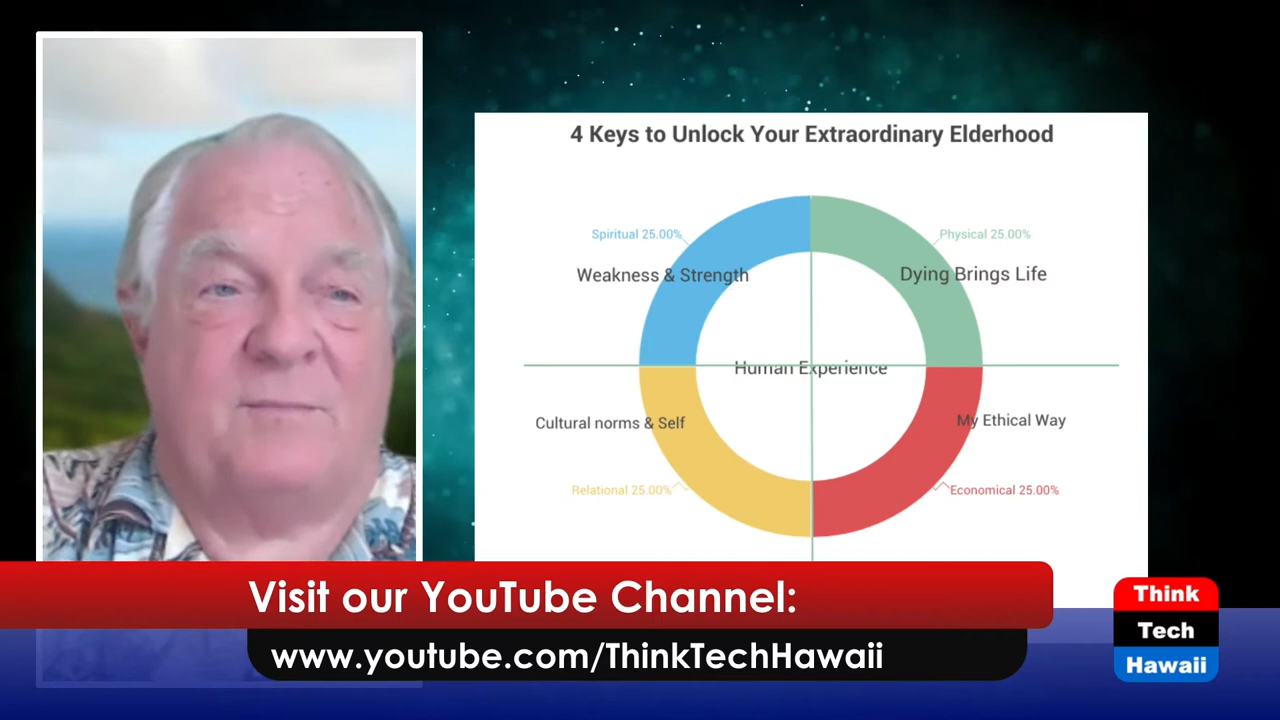 4 Keys to Unlock Your Extraordinary Elderhood
Spiritual 25.00%
Physical 25.00%
Weakness & Strength
Dying Brings Life
Human Experience
Cultural norms & Self
My Ethical Way
Relational 25.00%
Economical 25.00%
Visit our YouTube Channel:
www.youtube.com/ThinkTechHawaii
Think
Tech
Hawaii